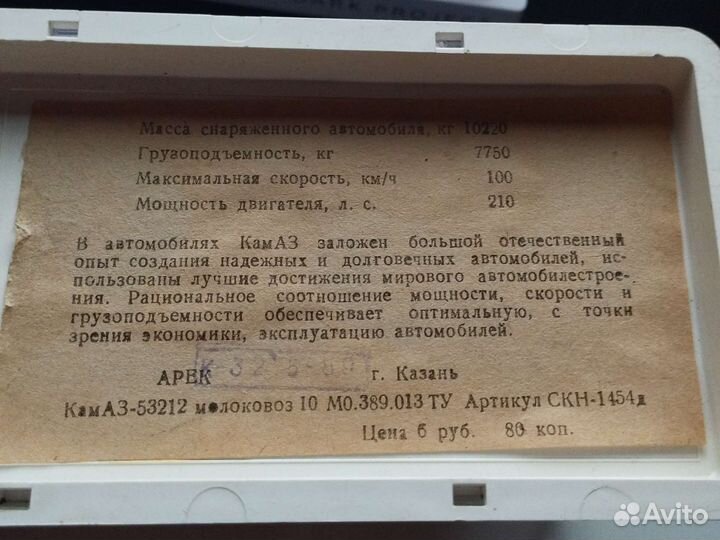 Масса снаряженного автомобиля, кг 10220
Грузоподъемность, кг 7750
Максимальная скорость, км/ч 100
Мощность двигателя, л. с. 210
В автомобилях КамАЗ заложен большой отечественный
опыт создания надежных и долговечных автомобилей, ис-
пользованы лучшие достижения мирового автомобилестрое-
ния. Рациональное соотношение мощности, скорости и
грузоподъемности обеспечивает оптимальную, с точки
зрения экономики, эксплуатацию автомобилей.
АРЕК г. Казань
КамАЗ-53212 молоковоз 10 МО.389.013 ТУ Артикул СКН-1454д
Цена 6 руб. 80 коп.
Avito